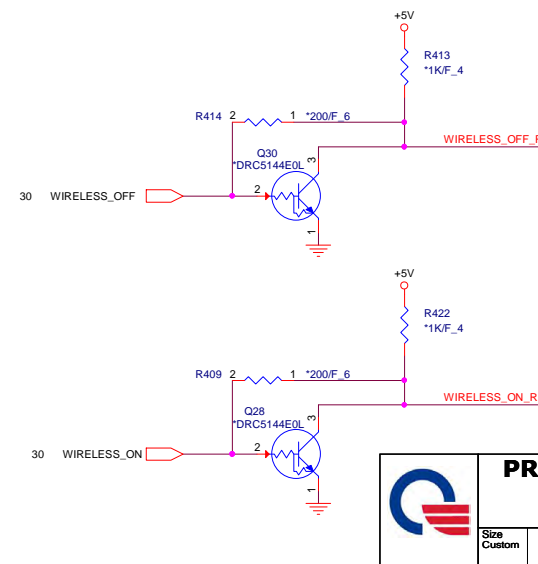 +5V
R413
*1K/F_4
R414 2 1 *200/F_6
WIRELESS_OFF_
Q30
*DRC5144E0L
3
30 WIRELESS_OFF
2
1
+5V
R422
*1K/F_4
R409 2 1 *200/F_6
WIRELESS_ON_R
Q28
*DRC5144E0L
3
30 WIRELESS_ON
2
1
PR
Size
Custom